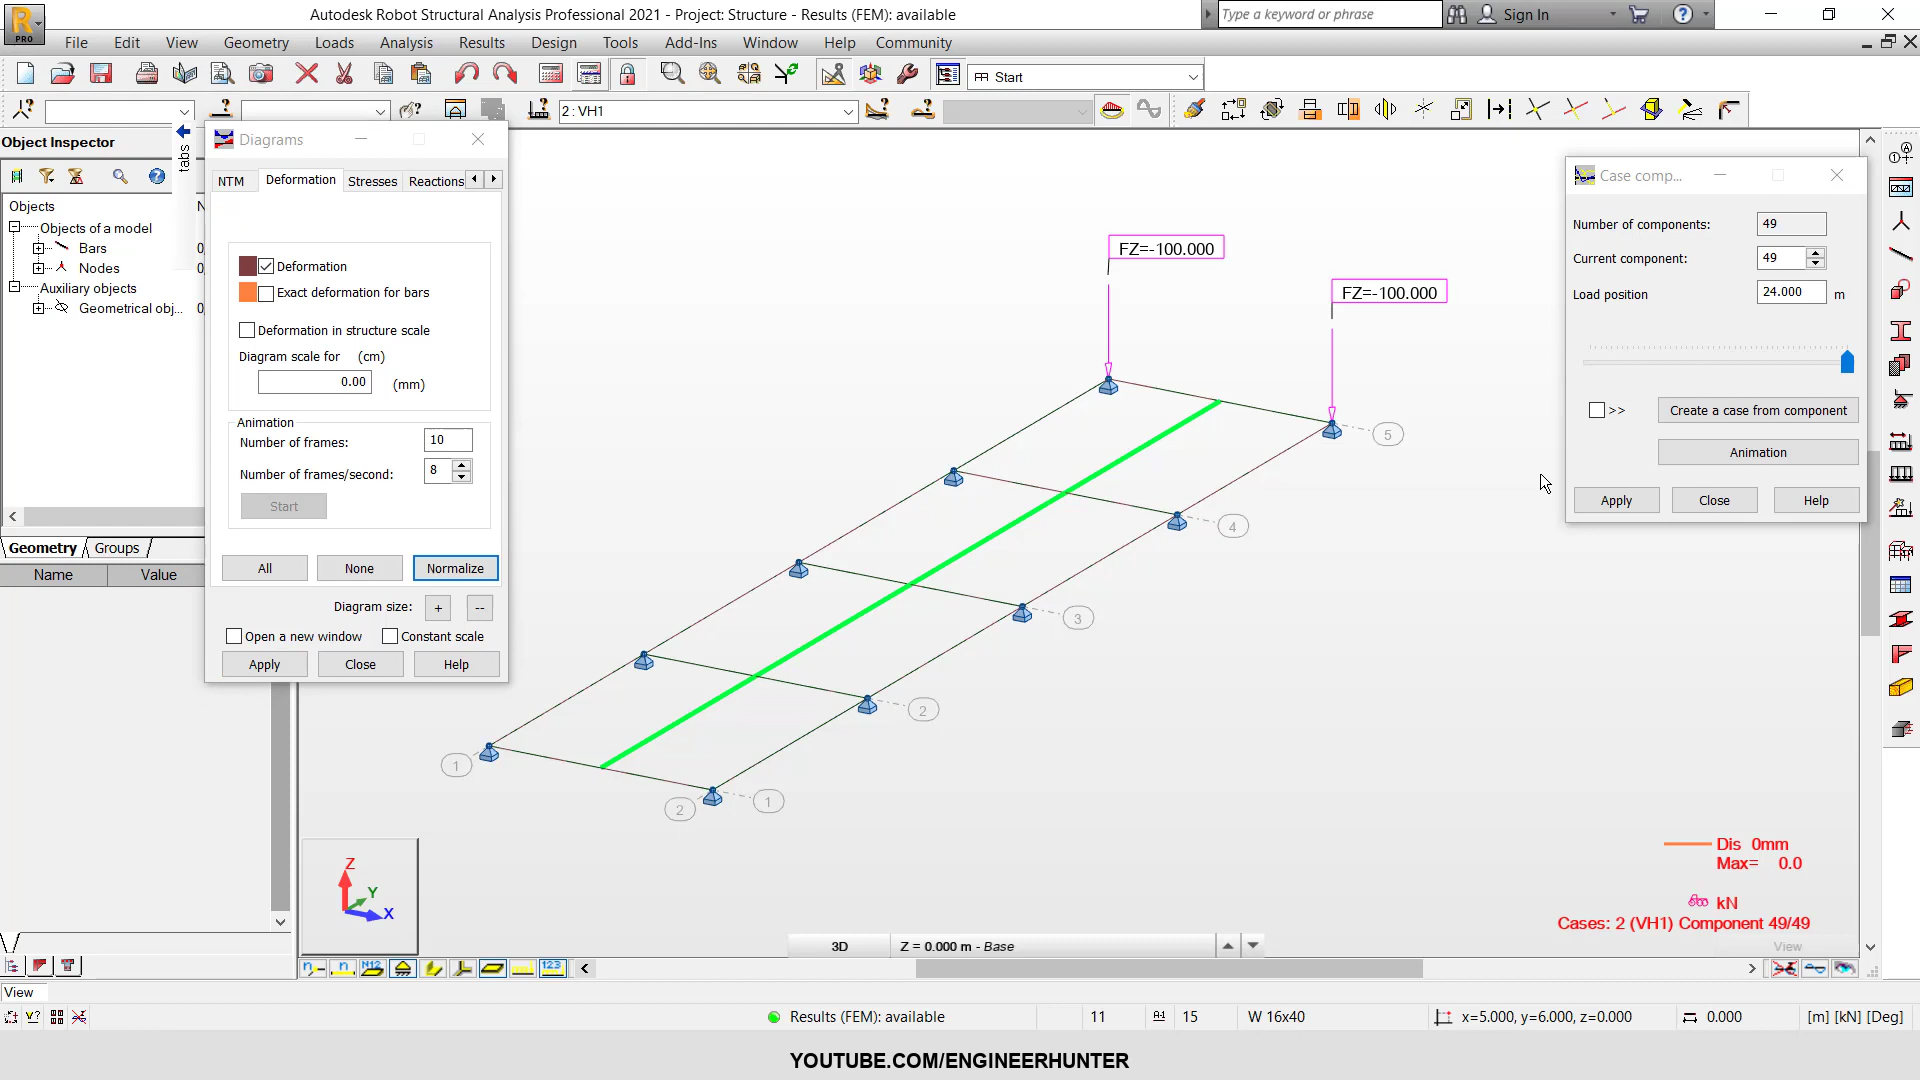 Autodesk Robot Structural Analysis Professional 2021 - Project: Structure - Results (FEM): available
Type a keyword or phrase
Sign In
PRO
File Edit View Geometry Loads Analysis Results Design Tools Add-Ins Window Help Community
Start
2 : VH1
Object Inspector
tabs
Objects
N
Objects of a model
Bars
0
Nodes
0
Auxiliary objects
Geometrical obj...
0
Geometry Groups
Name Value
Diagrams
NTM Deformation Stresses Reactions
Deformation
Exact deformation for bars
Deformation in structure scale
Diagram scale for (cm)
0.00 (mm)
Animation
Number of frames: 10
Number of frames/second: 8
Start
All None Normalize
Diagram size: + --
Open a new window Constant scale
Apply Close Help
FZ=-100.000
FZ=-100.000
5
4
3
2
1
2 1
Z
Y
X
Case comp...
Number of components: 49
Current component: 49
Load position 24.000 m
>> Create a case from component
Animation
Apply Close Help
Dis 0mm
Max= 0.0
kN
Cases: 2 (VH1) Component 49/49
View
3D Z = 0.000 m - Base
View
Results (FEM): available 11 15 W 16x40 x=5.000, y=6.000, z=0.000 0.000 [m] [kN] [Deg]
YOUTUBE.COM/ENGINEERHUNTER